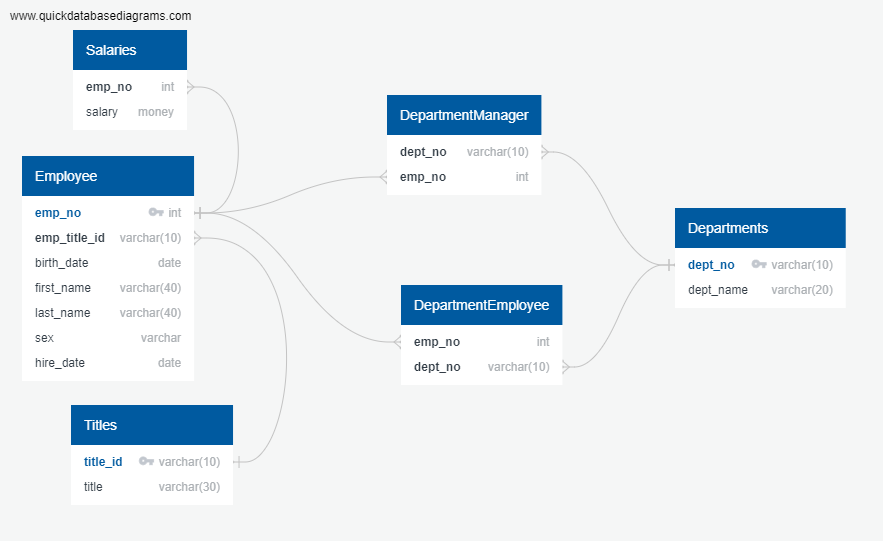 www.quickdatabasediagrams.com
Salaries
emp_no int
salary money
Employee
emp_no int
emp_title_id varchar(10)
birth_date date
first_name varchar(40)
last_name varchar(40)
sex varchar
hire_date date
Titles
title_id varchar(10)
title varchar(30)
DepartmentManager
dept_no varchar(10)
emp_no int
DepartmentEmployee
emp_no int
dept_no varchar(10)
Departments
dept_no varchar(10)
dept_name varchar(20)